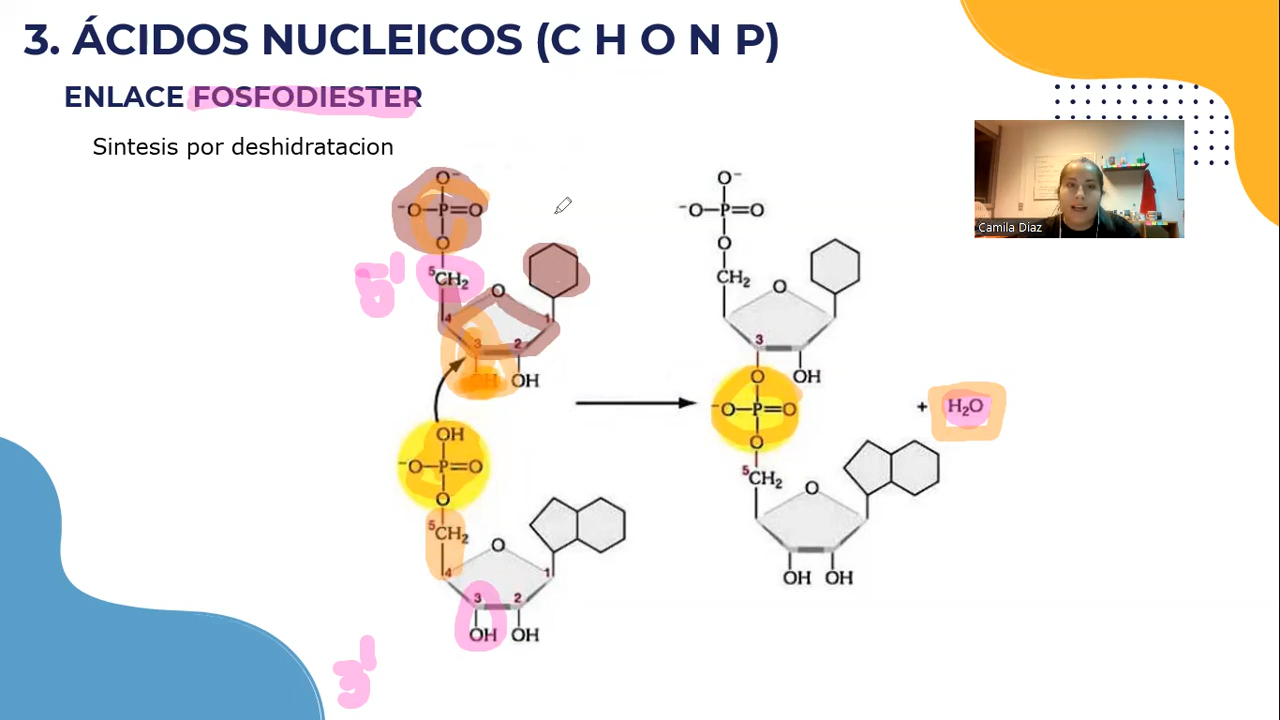 3. ÁCIDOS NUCLEICOS (C H O N P)
ENLACE FOSFODIESTER
Sintesis por deshidratacion
Camila Díaz
O⁻
⁻O–P=O
O
⁵CH₂
5'
O
4
1
3
2
OH
OH
OH
⁻O–P=O
O
⁵CH₂
O
4
1
3
2
OH
OH
3'
O⁻
⁻O–P=O
O
CH₂
O
3
O
OH
⁻O–P=O
O
⁵CH₂
O
OH
OH
+ H₂O